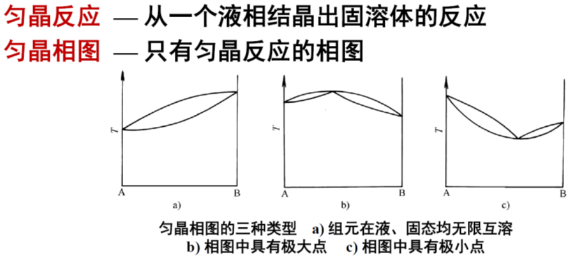 匀晶反应 — 从一个液相结晶出固溶体的反应
匀晶相图 — 只有匀晶反应的相图
T
A
B
a)
T
A
B
b)
T
A
B
c)
匀晶相图的三种类型 a) 组元在液、固态均无限互溶
b) 相图中具有极大点 c) 相图中具有极小点